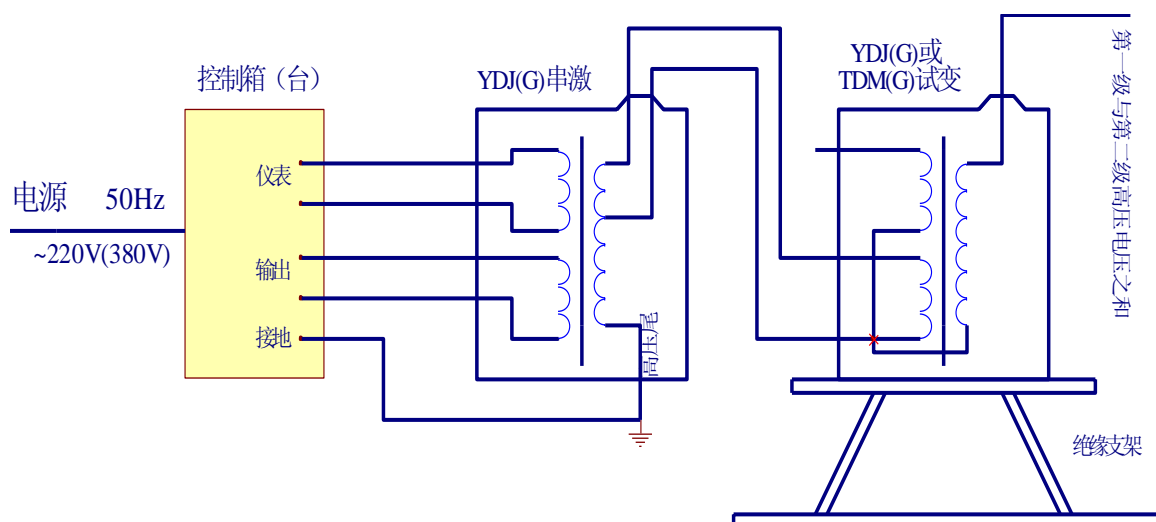 控制箱（台）
YDJ(G)串激
YDJ(G)或
TDM(G)试变
第一级与第二级高压电压之和
仪表
电源 50Hz
~220V(380V)
输出
接地
高压尾
绝缘支架